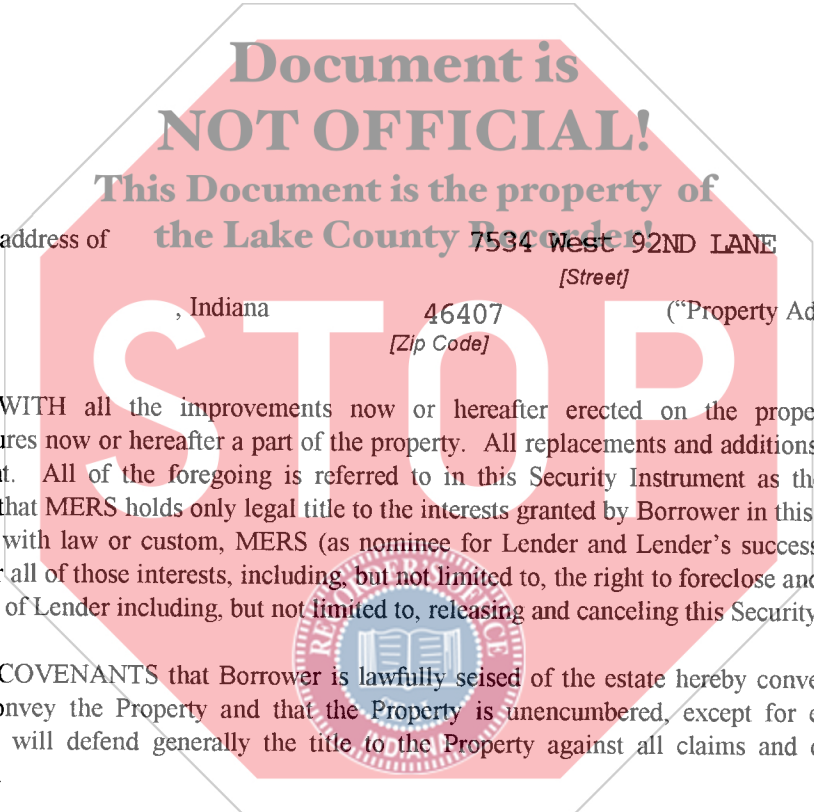 Document is
NOT OFFICIAL!
This Document is the property of
the Lake County Recorder!
address of 7534 West 92ND LANE
[Street]
, Indiana 46407 ("Property Ad
[Zip Code]
STOP
WITH all the improvements now or hereafter erected on the prope
ures now or hereafter a part of the property. All replacements and additions
nt. All of the foregoing is referred to in this Security Instrument as th
that MERS holds only legal title to the interests granted by Borrower in this
with law or custom, MERS (as nominee for Lender and Lender's success
r all of those interests, including, but not limited to, the right to foreclose and
of Lender including, but not limited to, releasing and canceling this Security
RECORDER'S OFFICE
COVENANTS that Borrower is lawfully seised of the estate hereby conve
onvey the Property and that the Property is unencumbered, except for e
will defend generally the title to the Property against all claims and
INDIANA